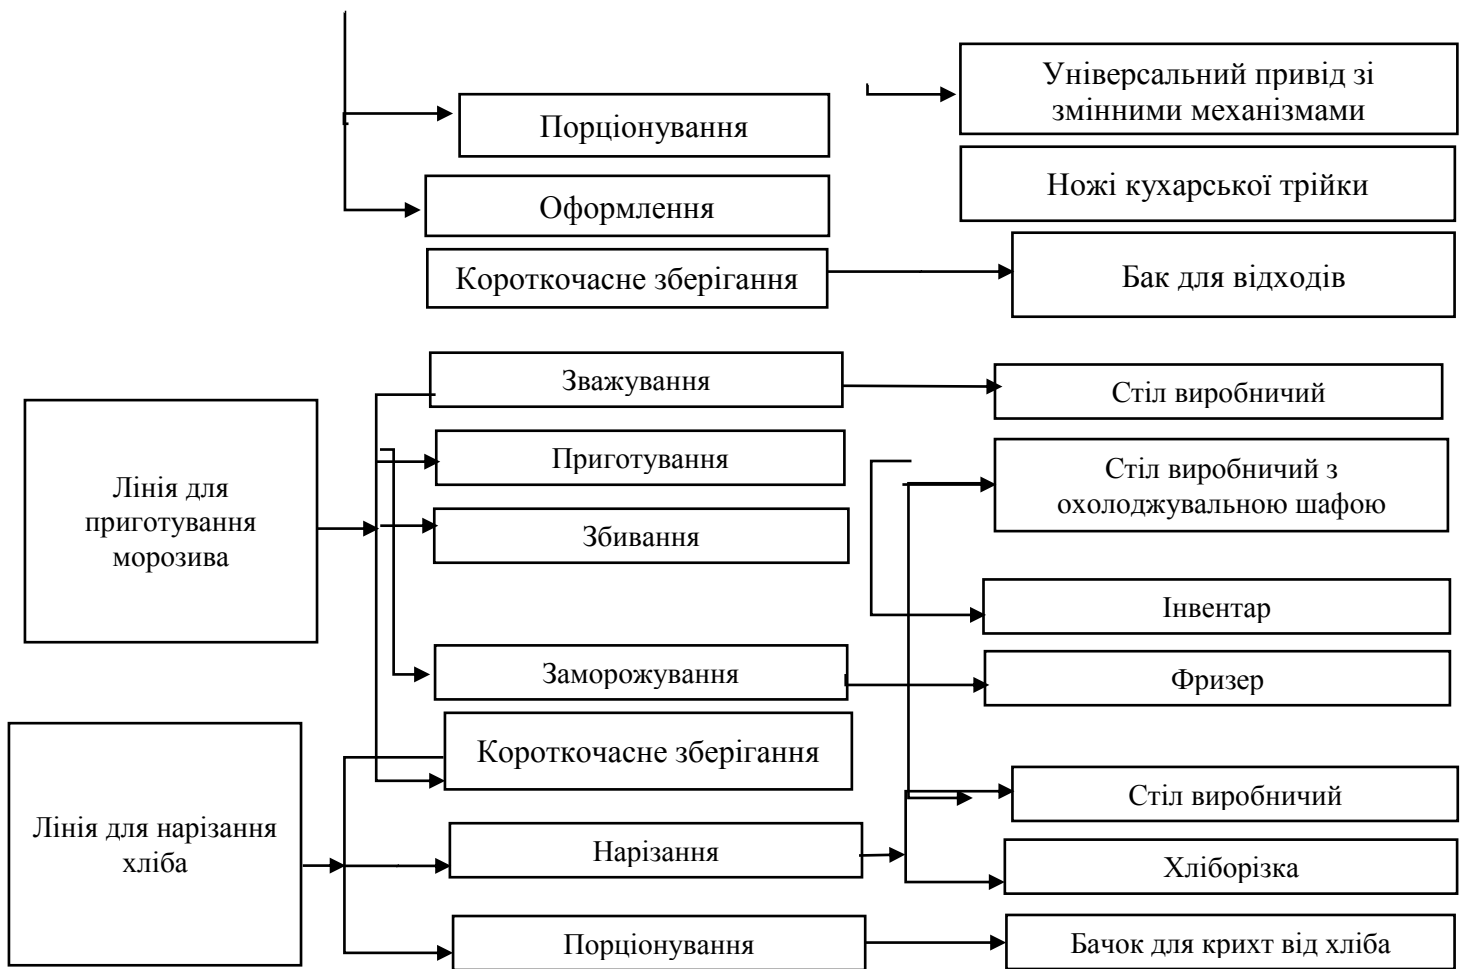 Універсальний привід зі
змінними механізмами
Порціонування
Ножі кухарської трійки
Оформлення
Короткочасне зберігання
Бак для відходів
Зважування
Стіл виробничий
Лінія для
приготування
морозива
Приготування
Стіл виробничий з
охолоджувальною шафою
Збивання
Інвентар
Заморожування
Фризер
Короткочасне зберігання
Стіл виробничий
Лінія для нарізання
хліба
Нарізання
Хліборізка
Порціонування
Бачок для крихт від хліба